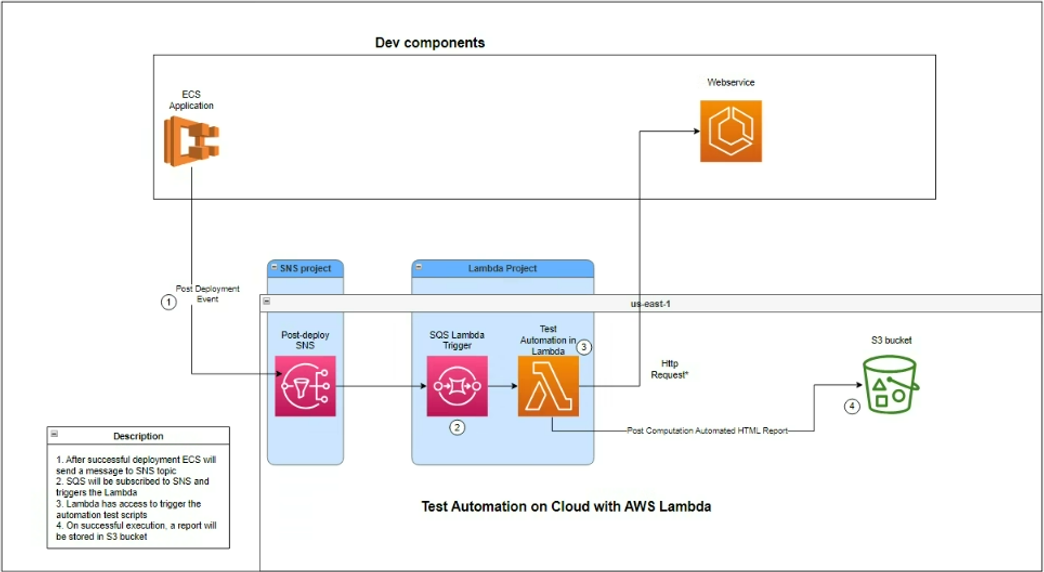 Dev components
ECS
Application
Webservice
SNS project
Lambda Project
Post Deployment
Event
1
us-east-1
Post-deploy
SNS
SQS Lambda
Trigger
Test
Automation in
Lambda
3
Http
Request*
S3 bucket
2
4
Post Computation Automated HTML Report
Description
1. After successful deployment ECS will
send a message to SNS topic
2. SQS will be subscribed to SNS and
triggers the Lambda
3. Lambda has access to trigger the
automation test scripts
4. On successful execution, a report will
be stored in S3 bucket
Test Automation on Cloud with AWS Lambda